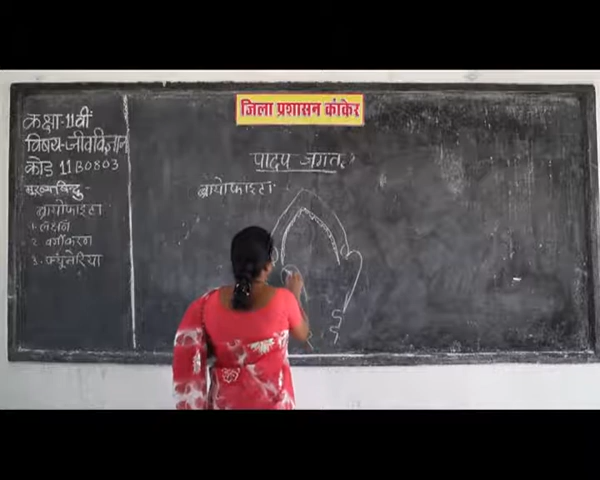 जिला प्रशासन कांकेर
कक्षा-11वीं
विषय-जीवविज्ञान
कोड 11B0803
मुख्य बिन्दु-
ब्रायोफाइटा
1. लक्षण
2 वर्गीकरण
3. फ्यूनेरिया
पादप जगत
ब्रायोफाइटा